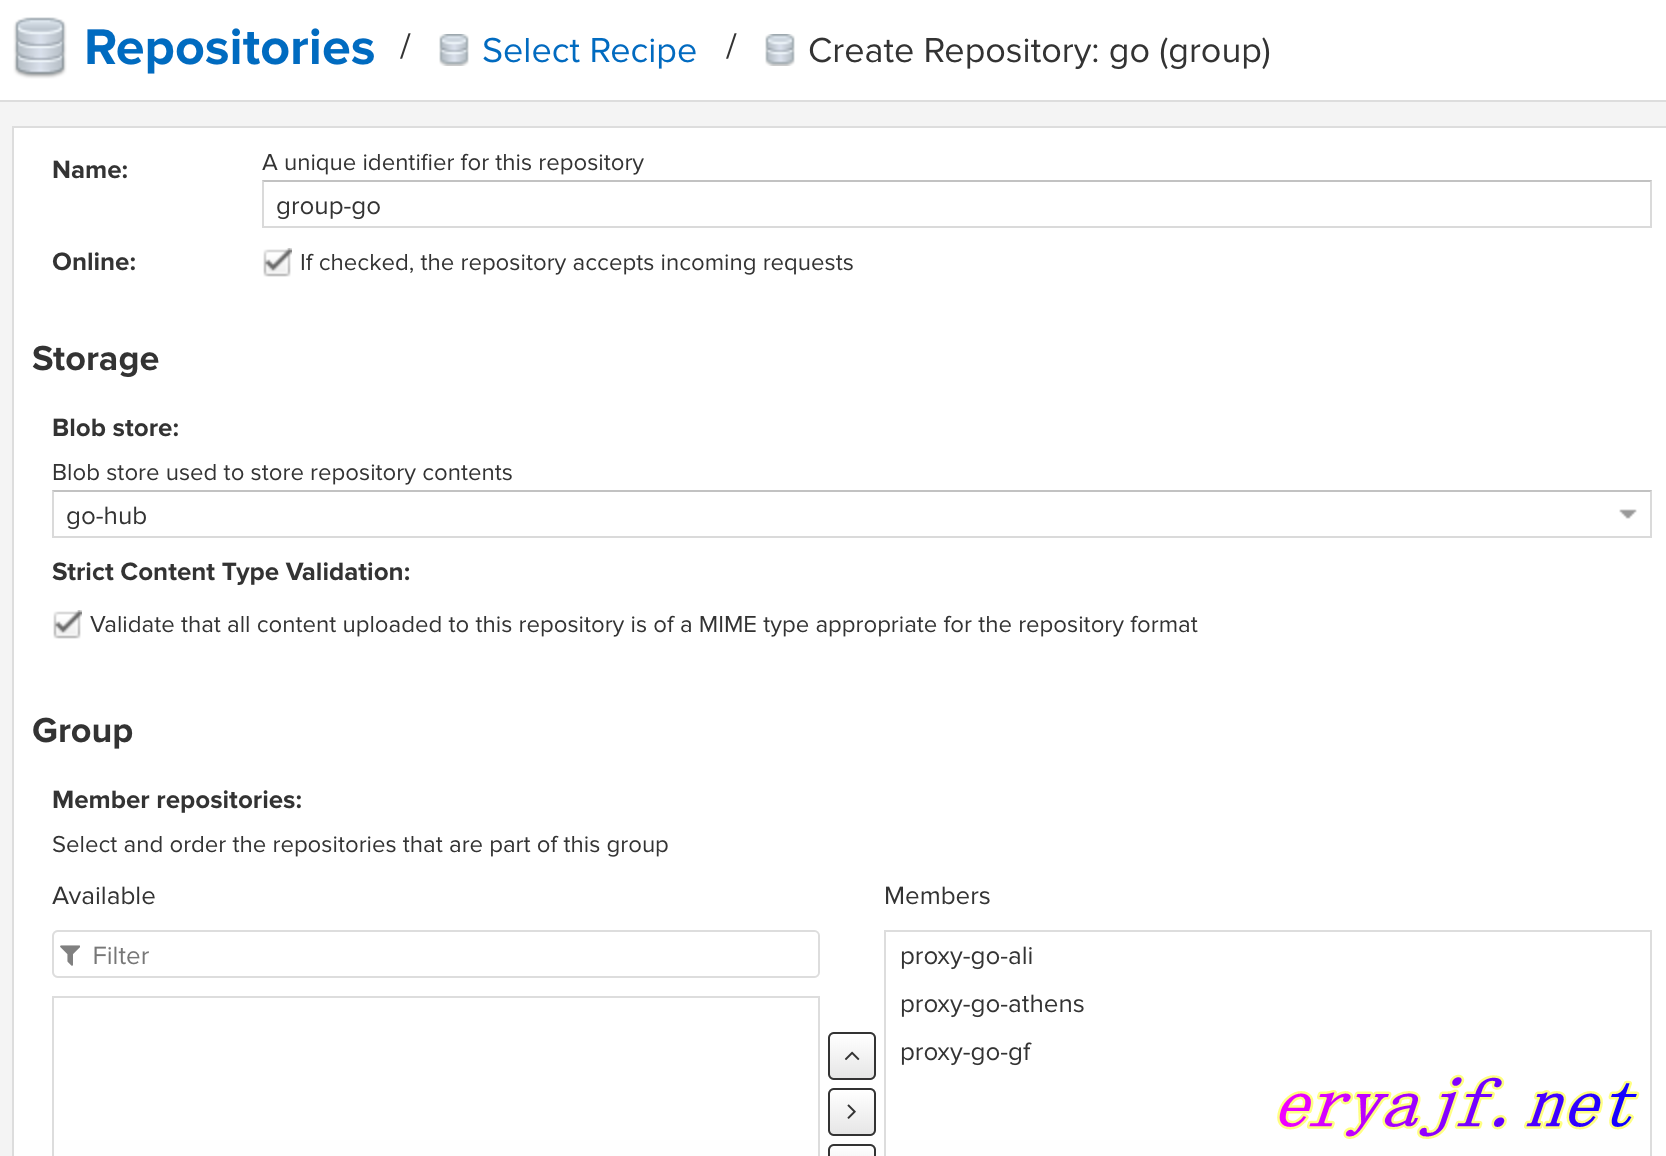 Repositories / Select Recipe / Create Repository: go (group)
Name:
A unique identifier for this repository
group-go
Online:
If checked, the repository accepts incoming requests
Storage
Blob store:
Blob store used to store repository contents
go-hub
Strict Content Type Validation:
Validate that all content uploaded to this repository is of a MIME type appropriate for the repository format
Group
Member repositories:
Select and order the repositories that are part of this group
Available
Members
Filter
proxy-go-ali
proxy-go-athens
proxy-go-gf
eryajf.net